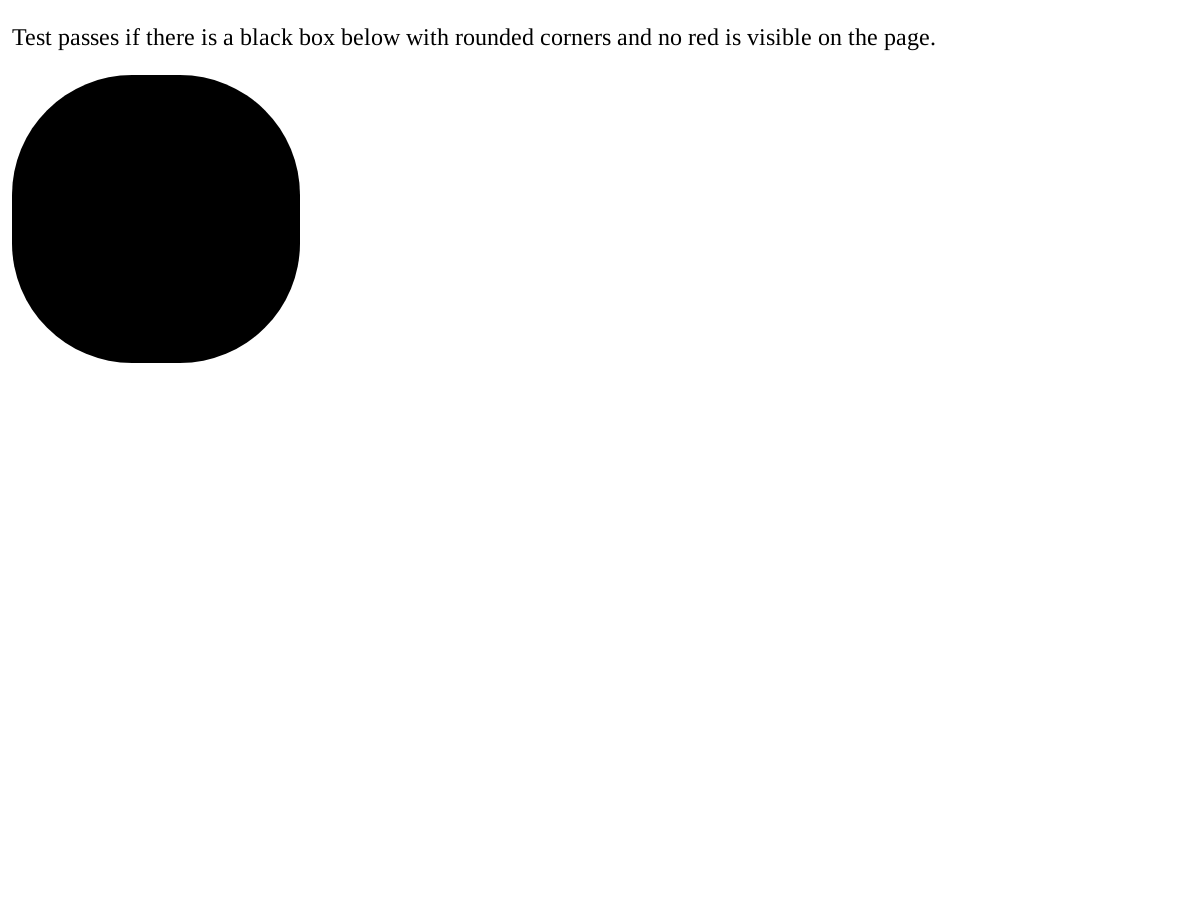 Test passes if there is a black box below with rounded corners and no red is visible on the page.